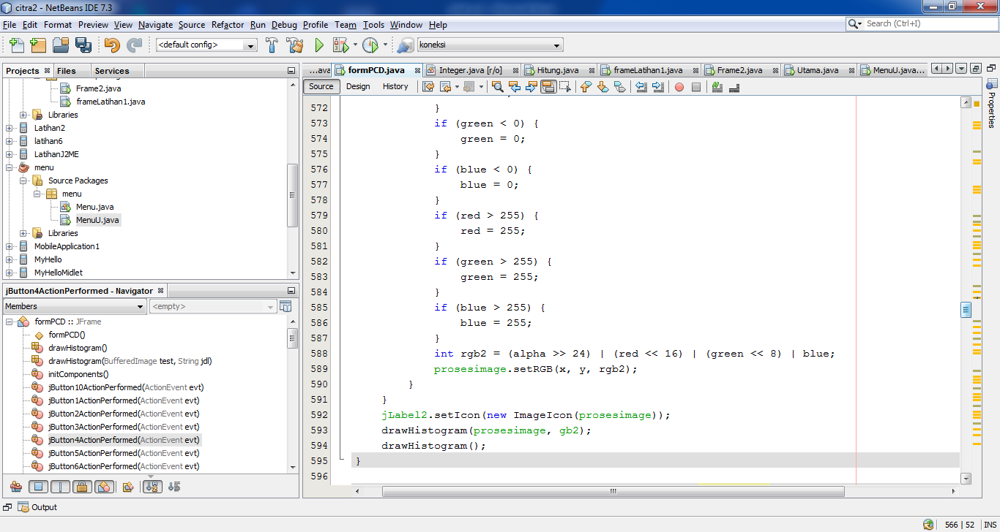 citra2 - NetBeans IDE 7.3
File Edit Format Preview View Navigate Source Refactor Run Debug Profile Team Tools Window Help
Search (Ctrl+I)
<default config>
koneksi
Projects Files Services
...ava formPCD.java Integer.java [r/o] Hitung.java frameLatihan1.java Frame2.java Utama.java MenuU.java...
Source Design History
Properties
Frame2.java
frameLatihan1.java
Libraries
Latihan2
latihan6
LatihanJ2ME
menu
Source Packages
menu
Menu.java
MenuU.java
Libraries
MobileApplication1
MyHello
MyHelloMidlet
jButton4ActionPerformed - Navigator
Members <empty>
formPCD :: JFrame
formPCD()
drawHistogram()
drawHistogram(BufferedImage test, String jdl)
initComponents()
jButton10ActionPerformed(ActionEvent evt)
jButton1ActionPerformed(ActionEvent evt)
jButton2ActionPerformed(ActionEvent evt)
jButton3ActionPerformed(ActionEvent evt)
jButton4ActionPerformed(ActionEvent evt)
jButton5ActionPerformed(ActionEvent evt)
jButton6ActionPerformed(ActionEvent evt)
572 }
573 if (green < 0) {
574 green = 0;
575 }
576 if (blue < 0) {
577 blue = 0;
578 }
579 if (red > 255) {
580 red = 255;
581 }
582 if (green > 255) {
583 green = 255;
584 }
585 if (blue > 255) {
586 blue = 255;
587 }
588 int rgb2 = (alpha >> 24) | (red << 16) | (green << 8) | blue;
589 prosesimage.setRGB(x, y, rgb2);
590 }
591 }
592 jLabel2.setIcon(new ImageIcon(prosesimage));
593 drawHistogram(prosesimage, gb2);
594 drawHistogram();
595 }
596
Output
566 | 52 INS